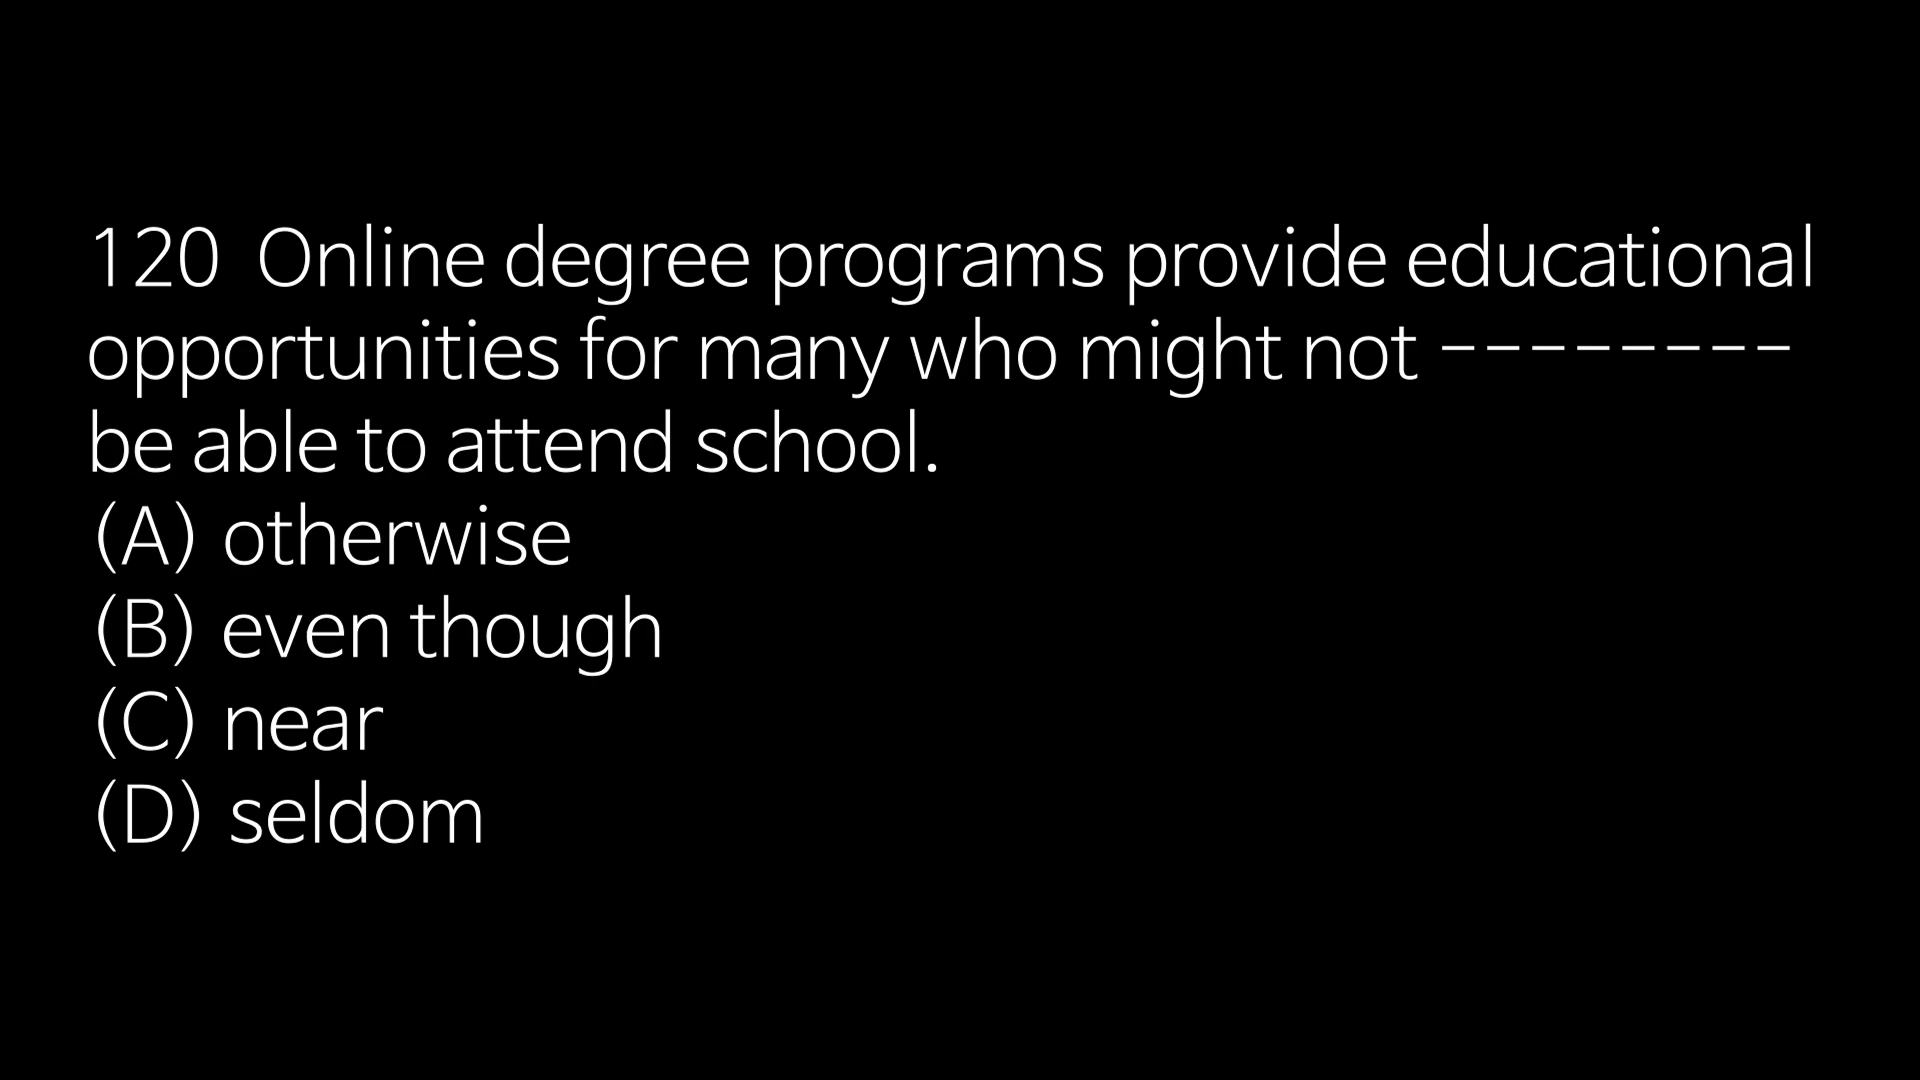 120 Online degree programs provide educational
opportunities for many who might not --------
be able to attend school.
(A) otherwise
(B) even though
(C) near
(D) seldom